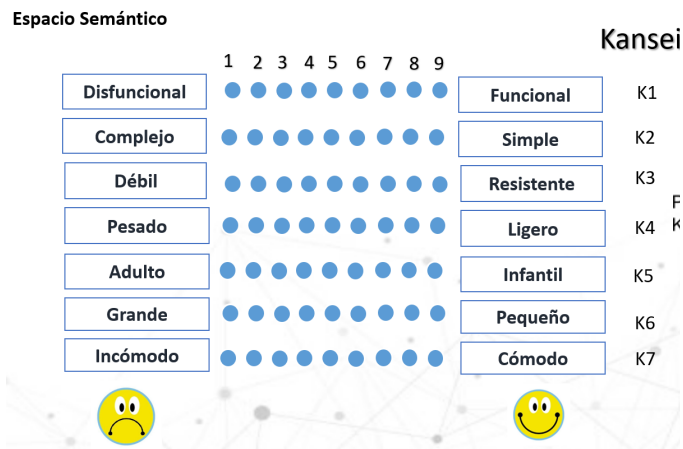 Espacio Semántico
Kansei
1 2 3 4 5 6 7 8 9
Disfuncional Funcional K1
Complejo Simple K2
Débil Resistente K3
Pesado Ligero K4
Adulto Infantil K5
Grande Pequeño K6
Incómodo Cómodo K7